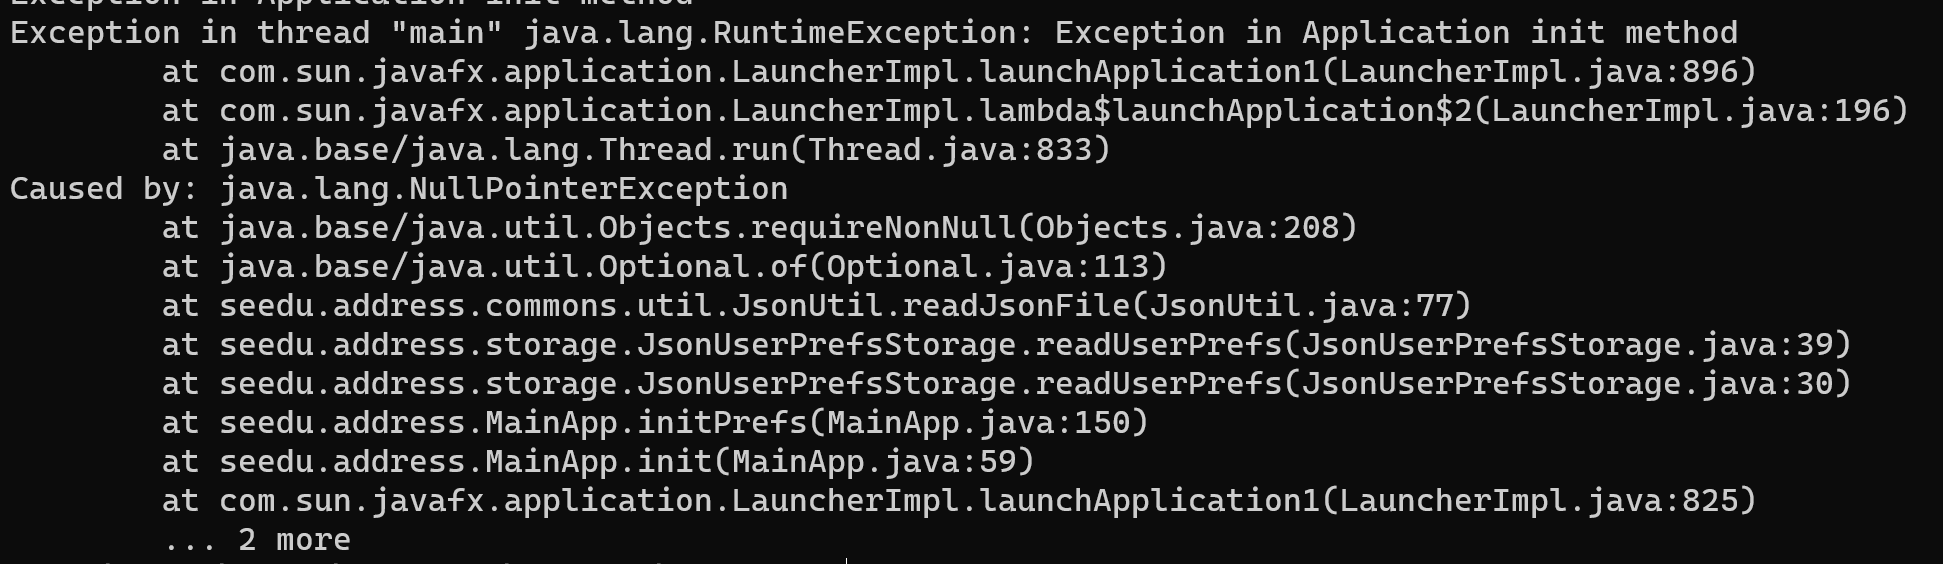 Exception in Application init method
Exception in thread "main" java.lang.RuntimeException: Exception in Application init method
        at com.sun.javafx.application.LauncherImpl.launchApplication1(LauncherImpl.java:896)
        at com.sun.javafx.application.LauncherImpl.lambda$launchApplication$2(LauncherImpl.java:196)
        at java.base/java.lang.Thread.run(Thread.java:833)
Caused by: java.lang.NullPointerException
        at java.base/java.util.Objects.requireNonNull(Objects.java:208)
        at java.base/java.util.Optional.of(Optional.java:113)
        at seedu.address.commons.util.JsonUtil.readJsonFile(JsonUtil.java:77)
        at seedu.address.storage.JsonUserPrefsStorage.readUserPrefs(JsonUserPrefsStorage.java:39)
        at seedu.address.storage.JsonUserPrefsStorage.readUserPrefs(JsonUserPrefsStorage.java:30)
        at seedu.address.MainApp.initPrefs(MainApp.java:150)
        at seedu.address.MainApp.init(MainApp.java:59)
        at com.sun.javafx.application.LauncherImpl.launchApplication1(LauncherImpl.java:825)
        ... 2 more